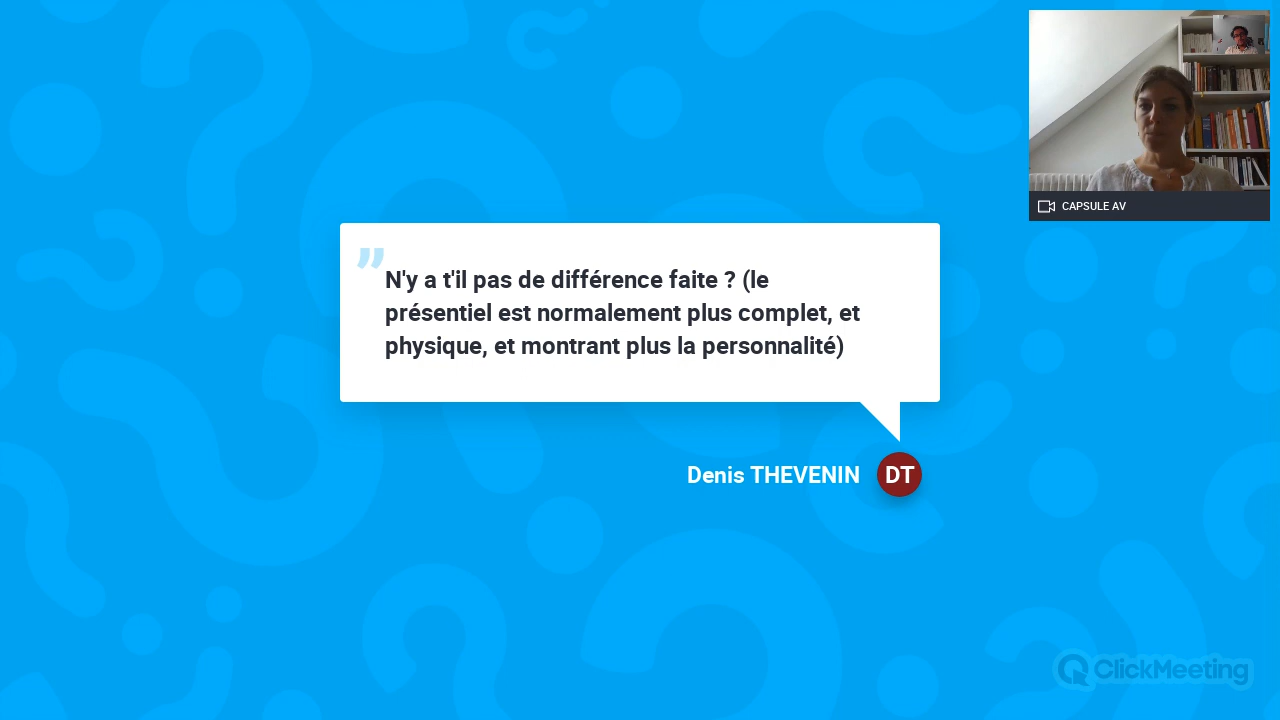 CAPSULE AV
"
N'y a t'il pas de différence faite ? (le
présentiel est normalement plus complet, et
physique, et montrant plus la personnalité)
Denis THEVENIN
DT
ClickMeeting